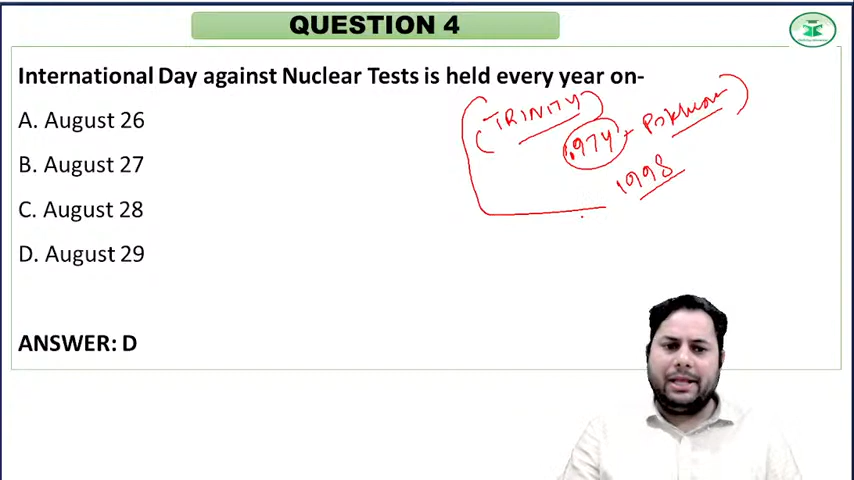 QUESTION 4
International Day against Nuclear Tests is held every year on-
A. August 26
B. August 27
C. August 28
D. August 29
ANSWER: D
TRINITY
1974 - Pokhran
1998